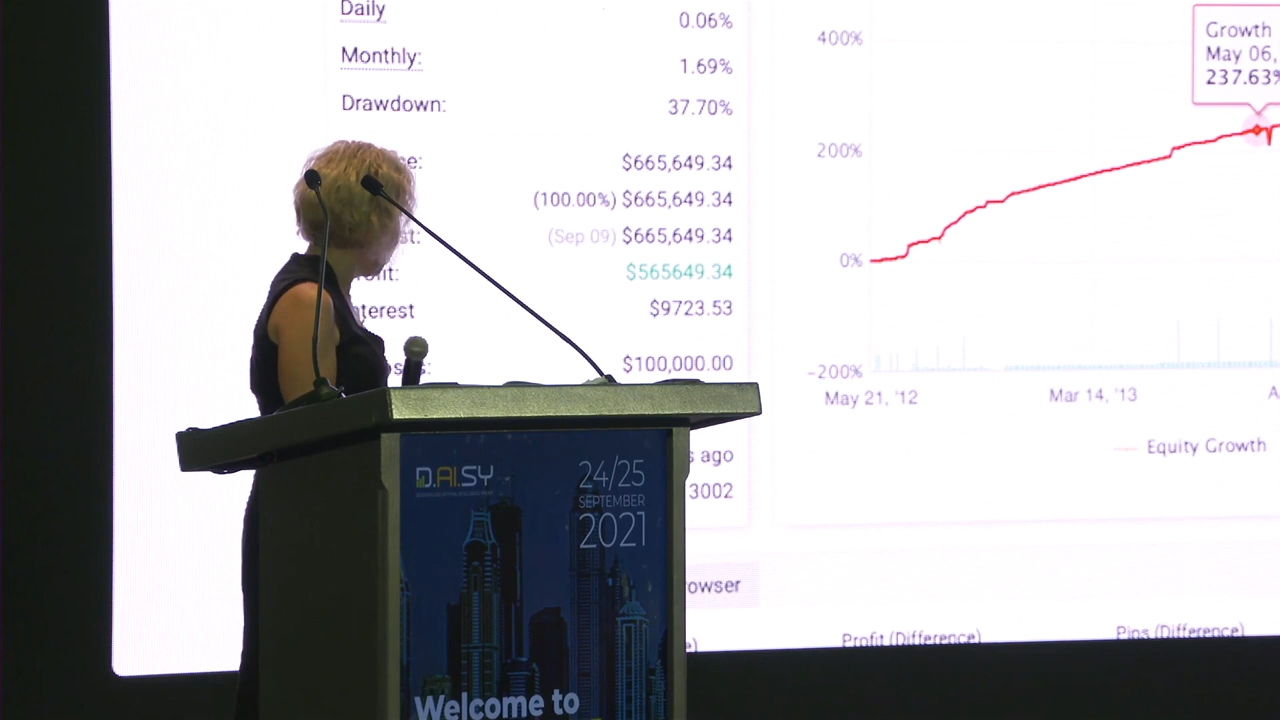 Daily
0.06%
Monthly:
1.69%
Drawdown:
37.70%
$665,649.34
(100.00%) $665,649.34
(Sep 09) $665,649.34
$565649.34
$9723.53
$100,000.00
ago
3002
400%
200%
0%
-200%
May 21, '12
Mar 14, '13
Growth
May 06,
237.63%
Equity Growth
Profit (Difference)
Pips (Difference)
D.AI.SY
24/25
SEPTEMBER
2021
Welcome to